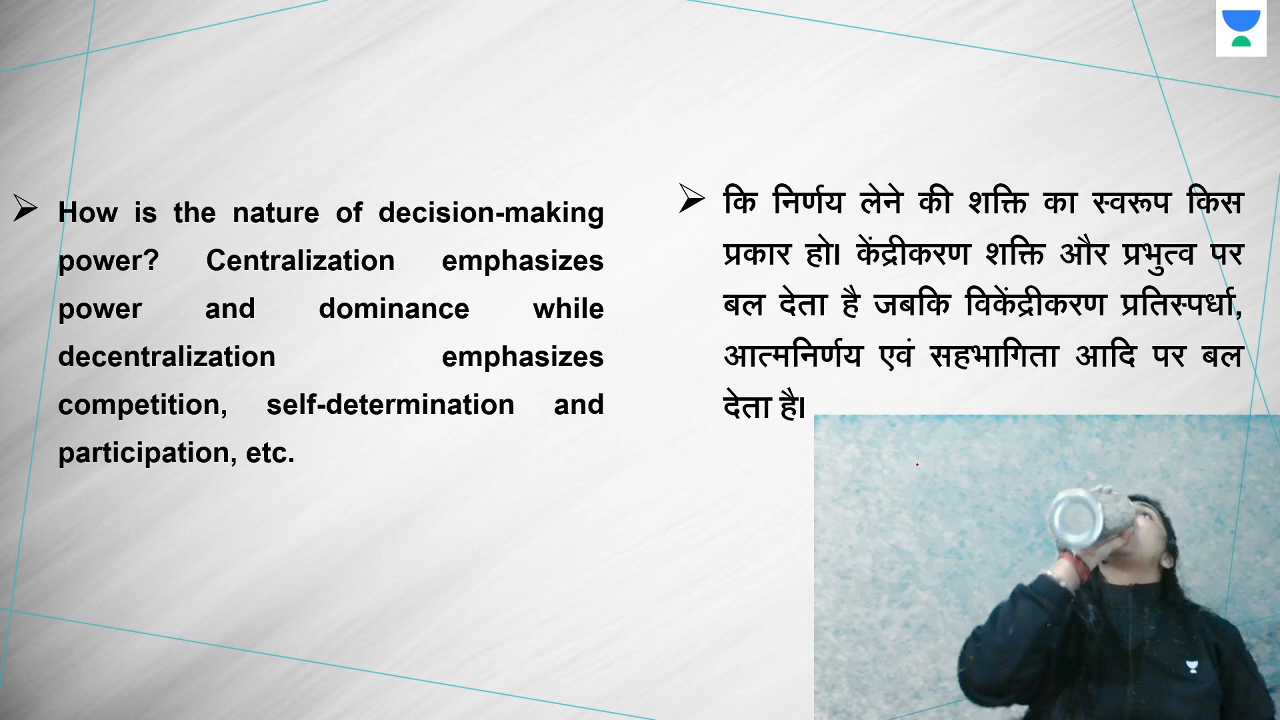 How is the nature of decision-making
power? Centralization emphasizes
power and dominance while
decentralization emphasizes
competition, self-determination and
participation, etc.
कि निर्णय लेने की शक्ति का स्वरूप किस
प्रकार हो। केंद्रीकरण शक्ति और प्रभुत्व पर
बल देता है जबकि विकेंद्रीकरण प्रतिस्पर्धा,
आत्मनिर्णय एवं सहभागिता आदि पर बल
देता है।